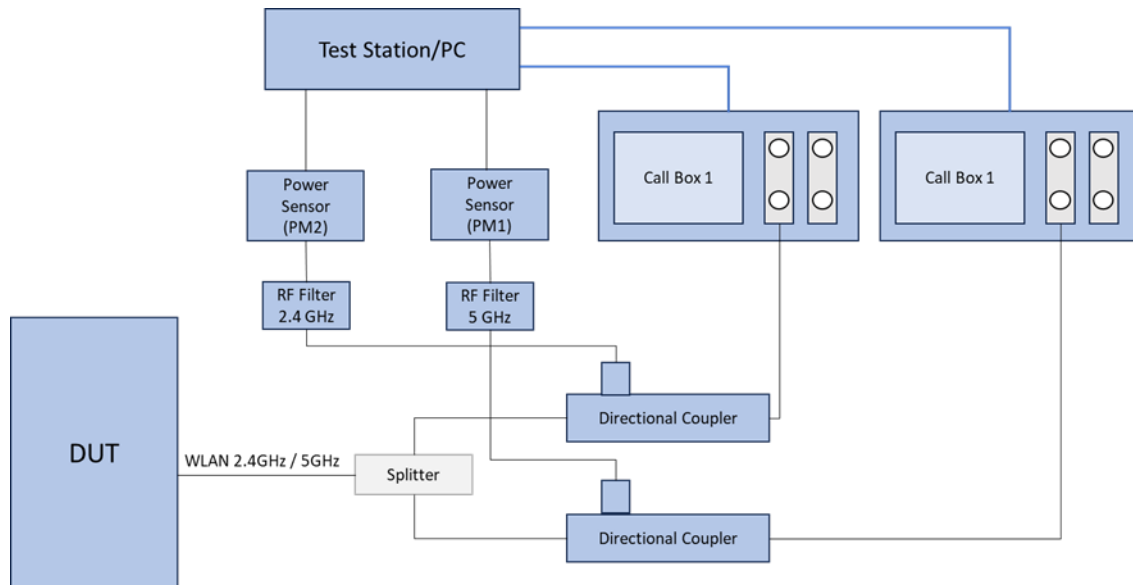 Test Station/PC
Power
Sensor
(PM2)
Power
Sensor
(PM1)
Call Box 1
Call Box 1
RF Filter
2.4 GHz
RF Filter
5 GHz
Directional Coupler
DUT
WLAN 2.4GHz / 5GHz
Splitter
Directional Coupler